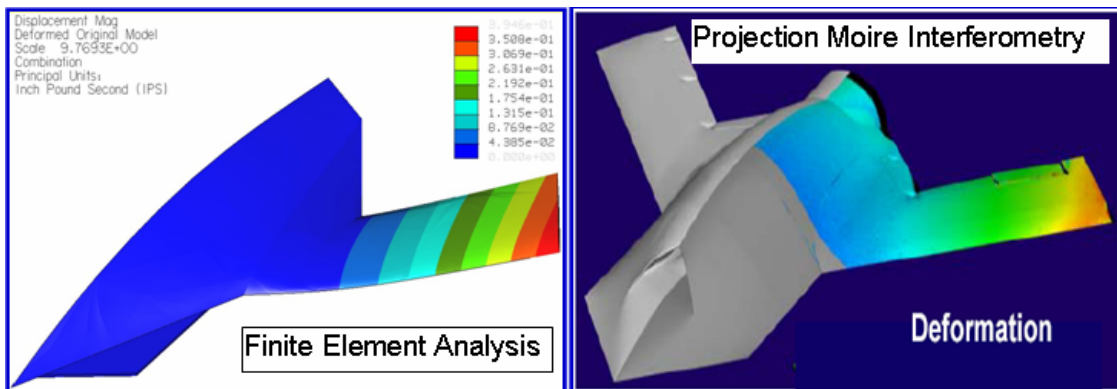 Displacement Mag
Deformed Original Model
Scale  9.7693E+00
Combination
Principal Units:
Inch Pound Second (IPS)
3.946e-01
3.508e-01
3.069e-01
2.631e-01
2.192e-01
1.754e-01
1.315e-01
8.769e-02
4.385e-02
0.000e+00
Finite Element Analysis
Projection Moire Interferometry
Deformation